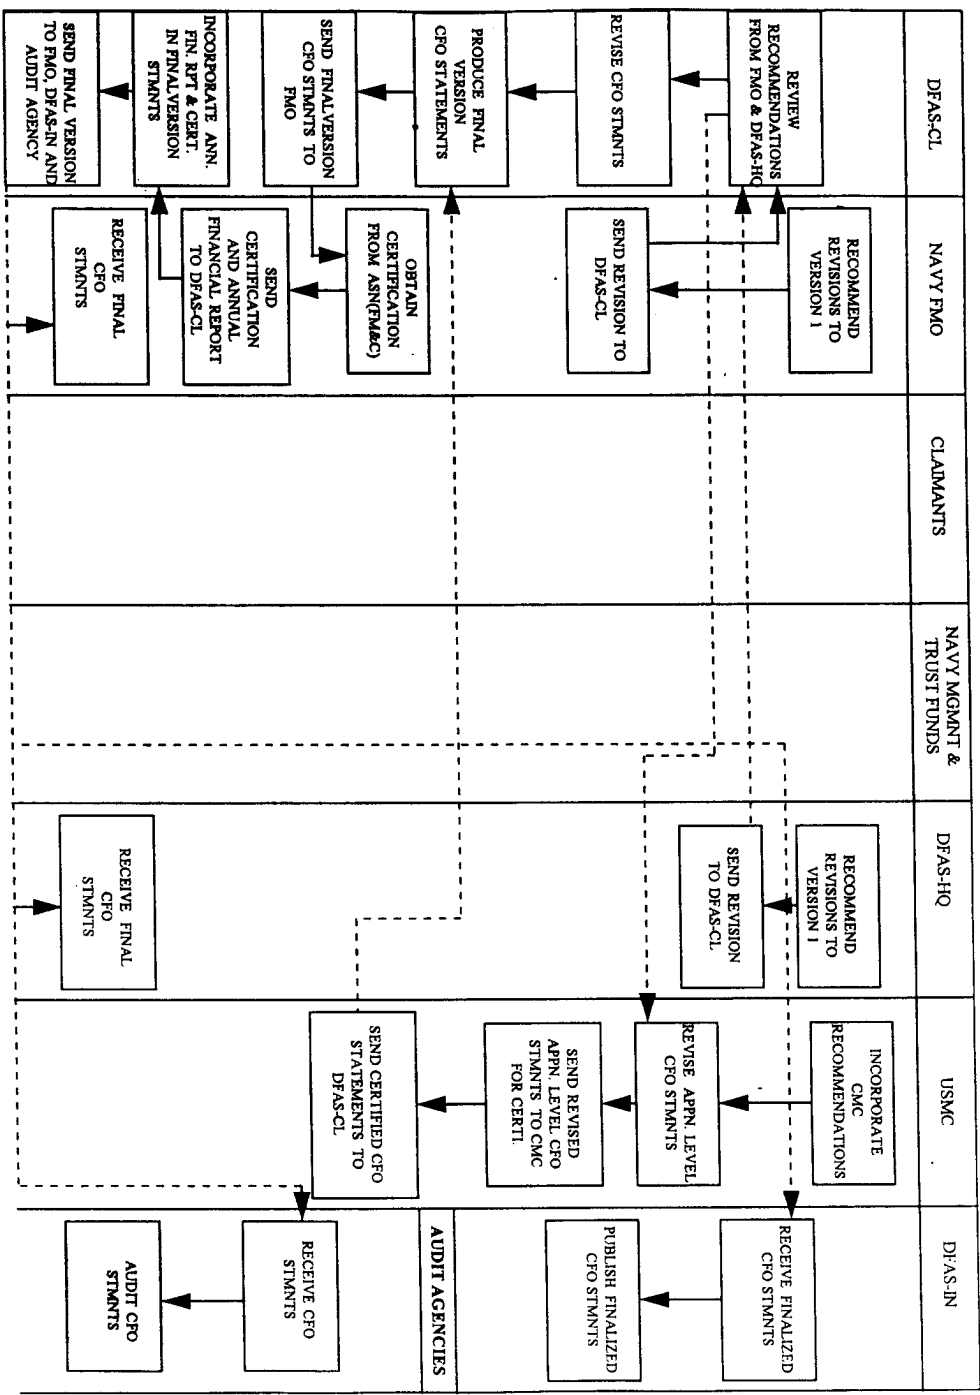 DFAS-CL
REVIEW
RECOMMENDATIONS
FROM FMO & DFAS-HQ
REVISE CFO STMNTS
PRODUCE FINAL
VERSION
CFO STATEMENTS
SEND FINALVERSION
CFO STMNTS TO
FMO
INCORPORATE ANN.
FIN. RPT & CERT.
IN FINALVERSION
STMNTS
SEND FINAL VERSION
TO FMO, DFAS-IN AND
AUDIT AGENCY
NAVY FMO
RECOMMEND
REVISIONS TO
VERSION 1
SEND REVISION TO
DFAS-CL
OBTAIN
CERTIFICATION
FROM ASN(FM&C)
SEND
CERTIFICATION
AND ANNUAL
FINANCIAL REPORT
TO DFAS-CL
RECEIVE FINAL
CFO
STMNTS
CLAIMANTS
NAVY MGMNT &
TRUST FUNDS
DFAS-HQ
RECOMMEND
REVISIONS TO
VERSION 1
SEND REVISION
TO DFAS-CL
RECEIVE FINAL
CFO
STMNTS
USMC
INCORPORATE
CMC
RECOMMENDATIONS
REVISE APPN. LEVEL
CFO STMNTS
SEND REVISED
APPN. LEVEL CFO
STMNTS TO CMC
FOR CERTI.
SEND CERTIFIED CFO
STATEMENTS TO
DFAS-CL
DFAS-IN
RECEIVE FINALIZED
CFO STMNTS
PUBLISH FINALIZED
CFO STMNTS
AUDIT AGENCIES
RECEIVE CFO
STMNTS
AUDIT CFO
STMNTS